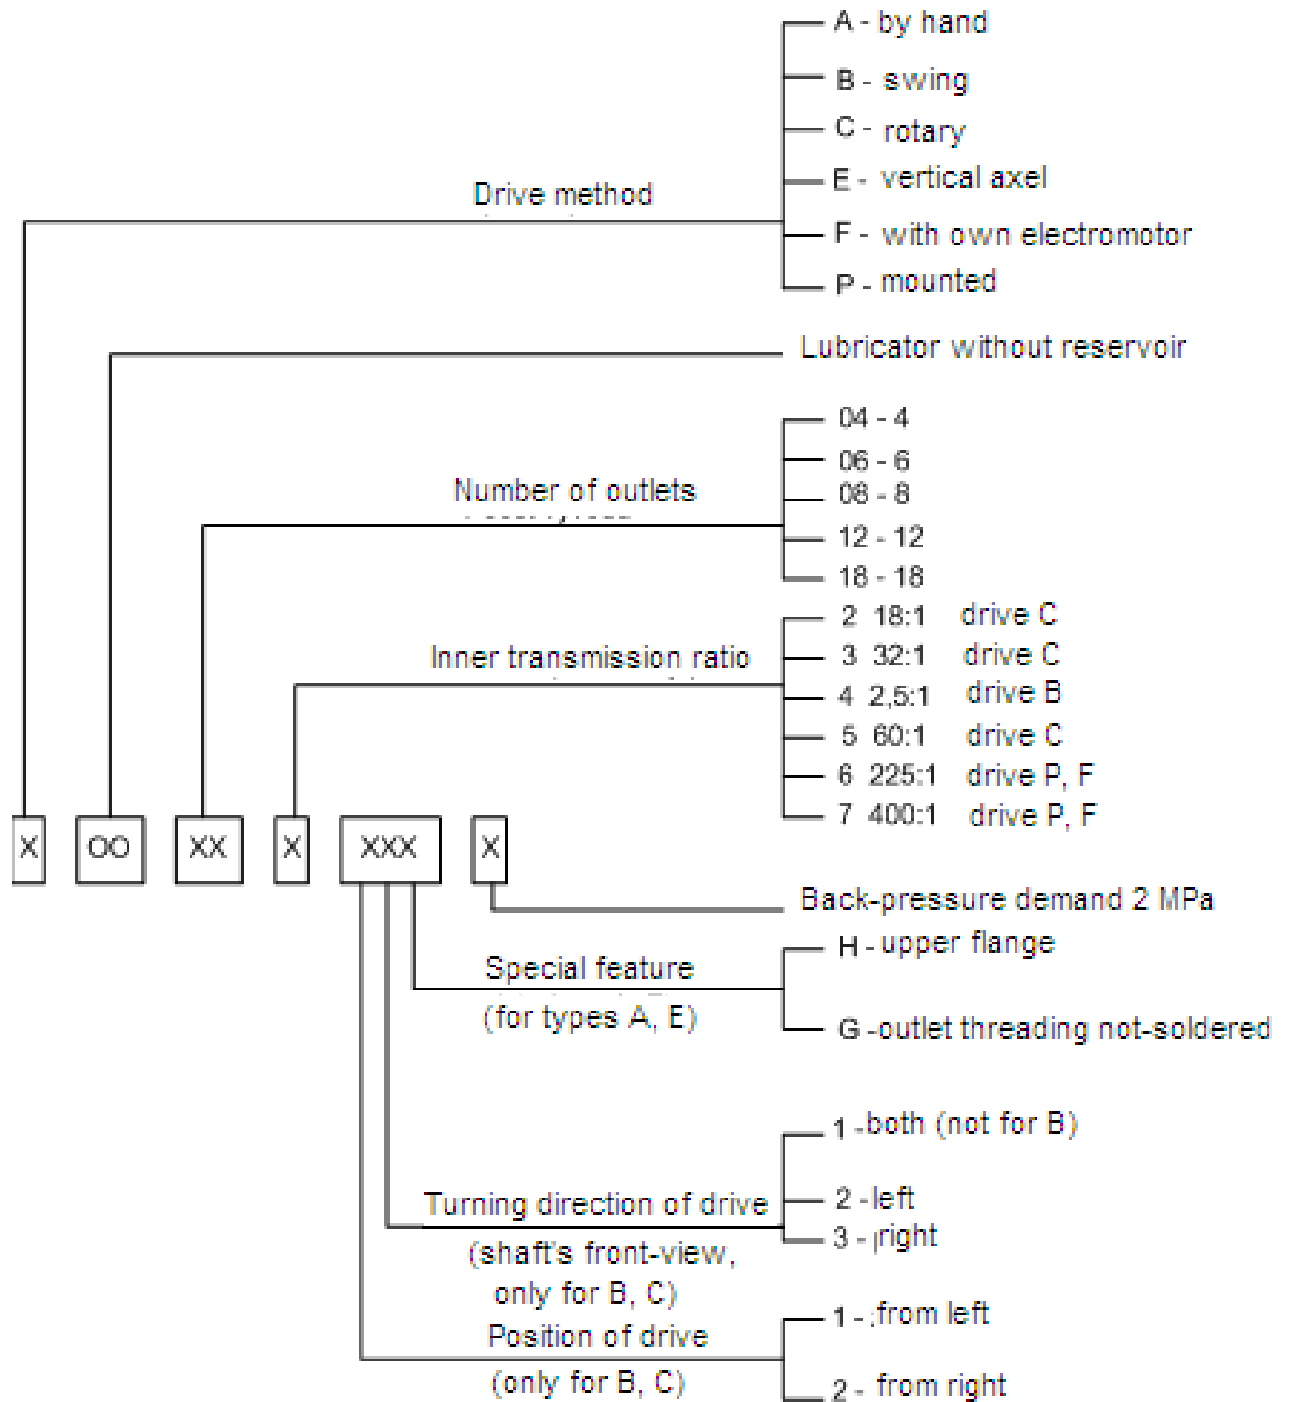 A - by hand
B - swing
C - rotary
Drive method
E - vertical axel
F - with own electromotor
P - mounted
Lubricator without reservoir
04 - 4
06 - 6
Number of outlets
08 - 8
12 - 12
18 - 18
2 18:1 drive C
Inner transmission ratio
3 32:1 drive C
4 2,5:1 drive B
5 60:1 drive C
6 225:1 drive P, F
7 400:1 drive P, F
X OO XX X XXX X
Back-pressure demand 2 MPa
H - upper flange
Special feature
(for types A, E)
G -outlet threading not-soldered
1 -both (not for B)
Turning direction of drive
2 -left
3 - right
(shaft's front-view,
only for B, C)
1 - from left
Position of drive
(only for B, C)
2 - from right